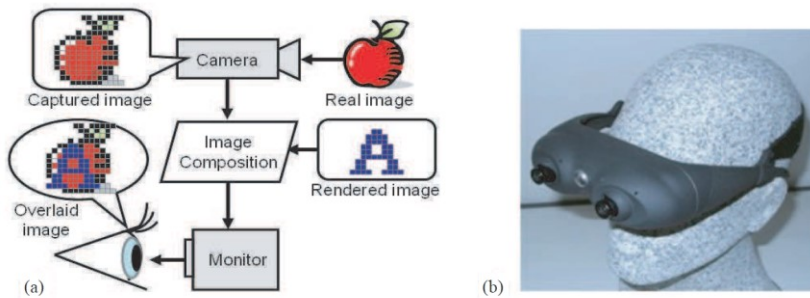 Camera
Captured image
Real image
Image
Composition
A
Rendered image
A
Overlaid
image
Monitor
(a)
(b)